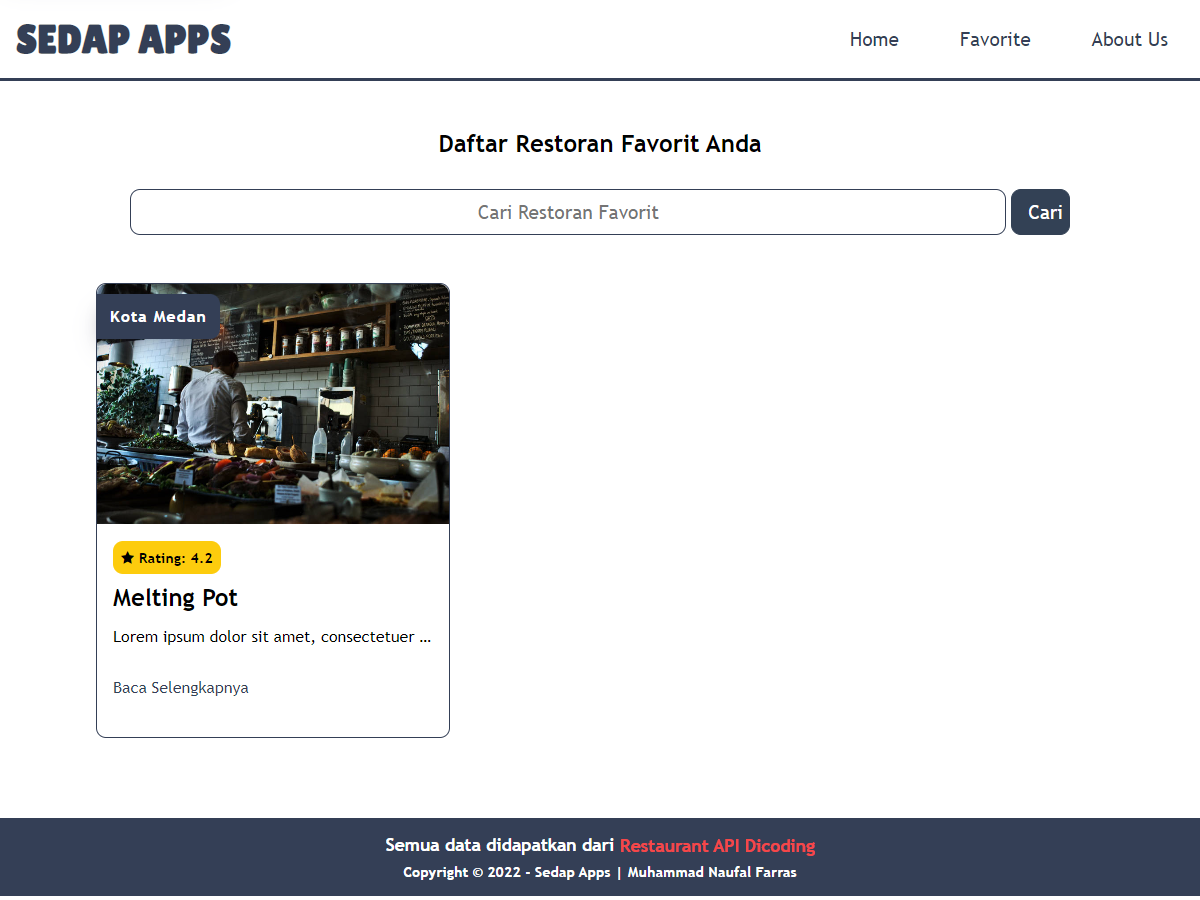 SEDAP APPS
Home
Favorite
About Us
Daftar Restoran Favorit Anda
Cari Restoran Favorit
Cari
Kota Medan
Rating: 4.2
Melting Pot
Lorem ipsum dolor sit amet, consectetuer ...
Baca Selengkapnya
Semua data didapatkan dari Restaurant API Dicoding
Copyright © 2022 - Sedap Apps | Muhammad Naufal Farras